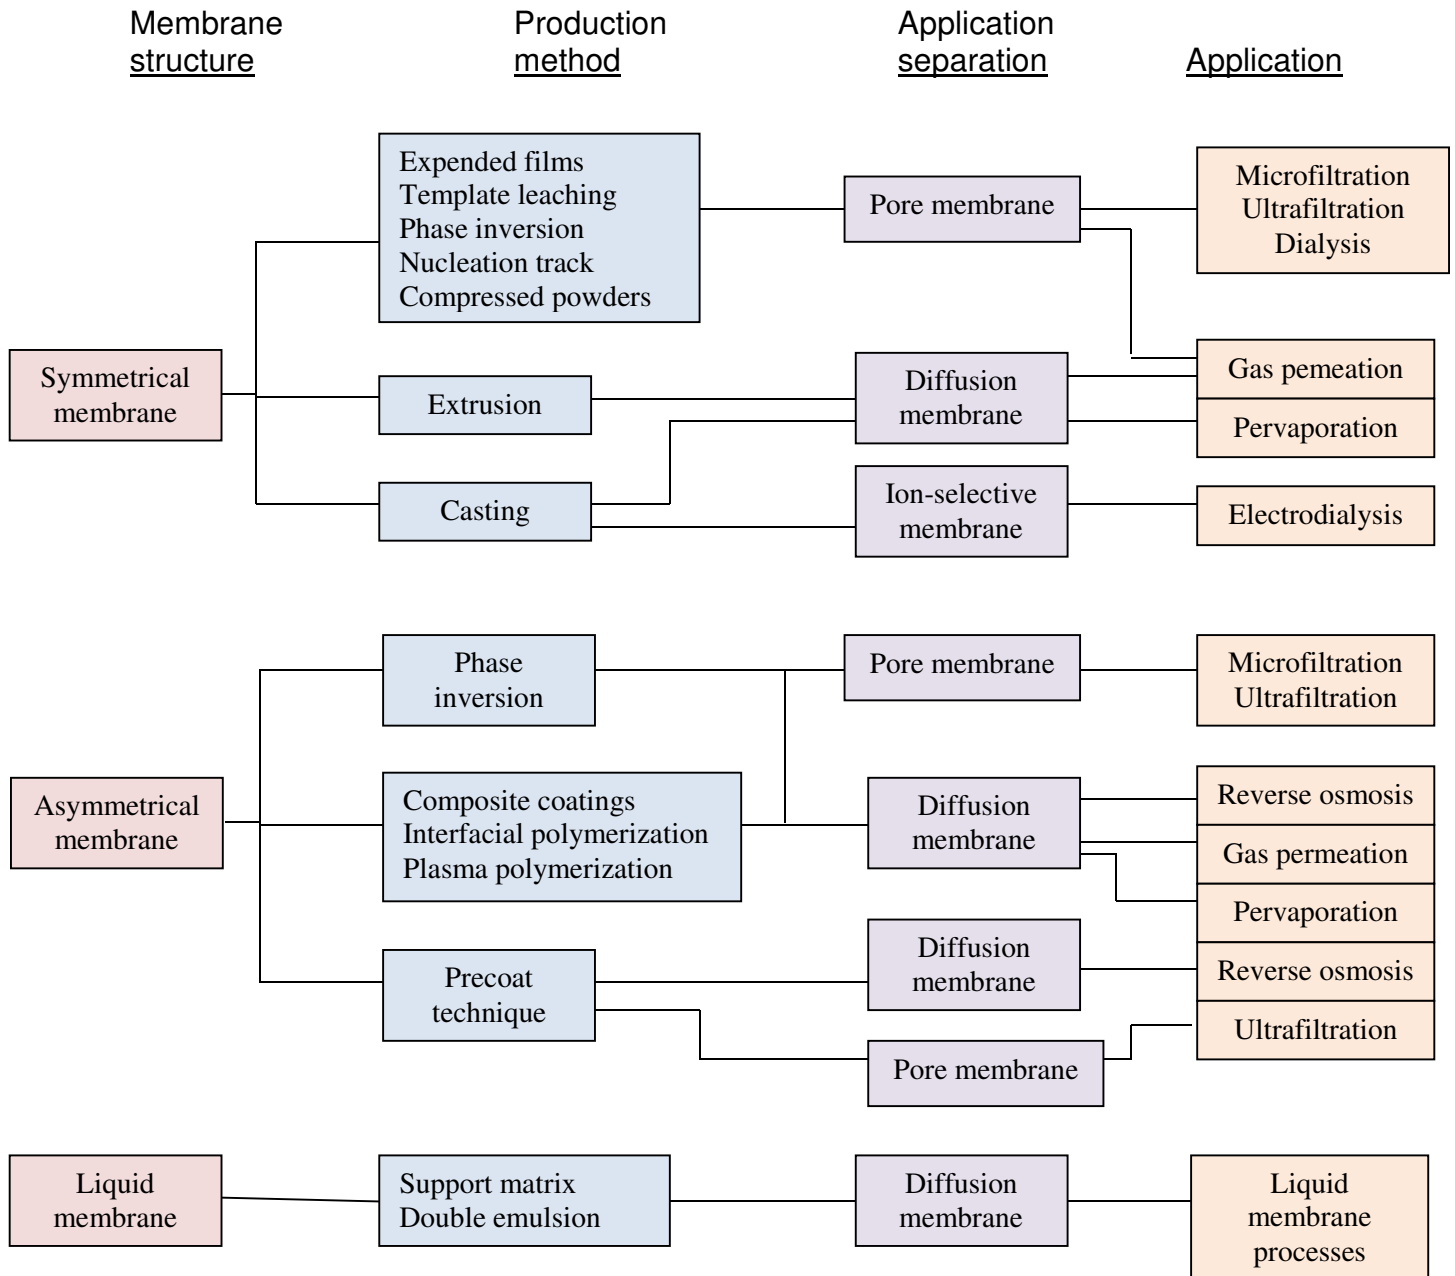 Membrane
structure
Production
method
Application
separation
Application
Symmetrical
membrane
Expended films
Template leaching
Phase inversion
Nucleation track
Compressed powders
Pore membrane
Microfiltration
Ultrafiltration
Dialysis
Extrusion
Diffusion
membrane
Gas pemeation
Pervaporation
Casting
Ion-selective
membrane
Electrodialysis
Asymmetrical
membrane
Phase
inversion
Pore membrane
Microfiltration
Ultrafiltration
Composite coatings
Interfacial polymerization
Plasma polymerization
Diffusion
membrane
Reverse osmosis
Gas permeation
Pervaporation
Precoat
technique
Diffusion
membrane
Reverse osmosis
Pore membrane
Ultrafiltration
Liquid
membrane
Support matrix
Double emulsion
Diffusion
membrane
Liquid
membrane
processes